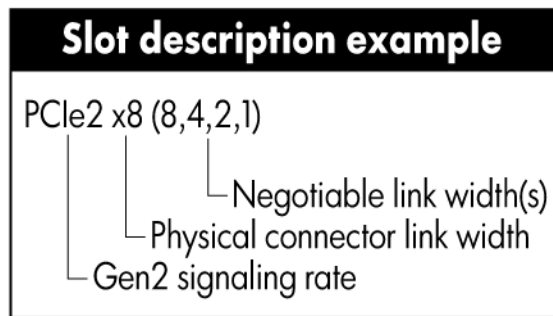 Slot description example
PCIe2 x8 (8,4,2,1)
Negotiable link width(s)
Physical connector link width
Gen2 signaling rate